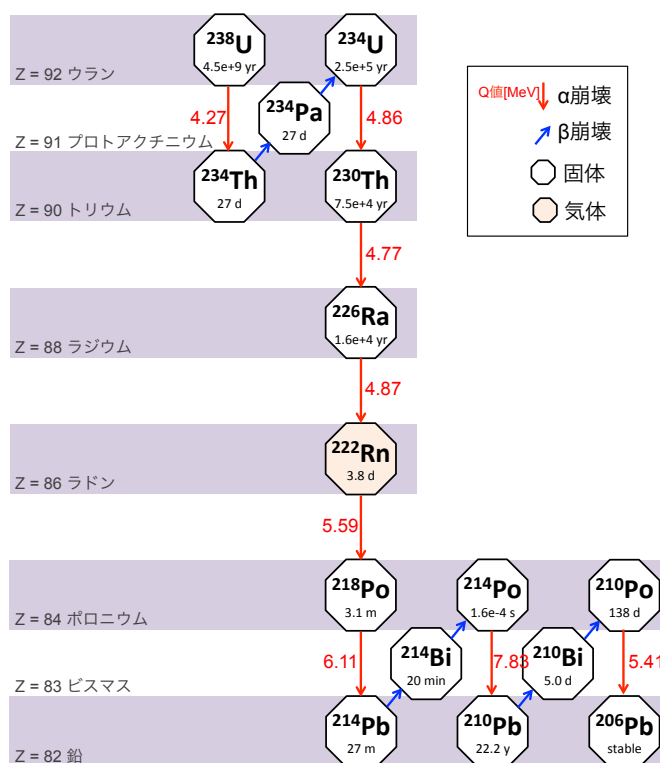 238U
4.5e+9 yr
234U
2.5e+5 yr
Z = 92 ウラン
4.27
234Pa
27 d
4.86
Z = 91 プロトアクチニウム
234Th
27 d
230Th
7.5e+4 yr
Z = 90 トリウム
Q値[MeV]
α崩壊
β崩壊
固体
気体
4.77
226Ra
1.6e+4 yr
Z = 88 ラジウム
4.87
222Rn
3.8 d
Z = 86 ラドン
5.59
218Po
3.1 m
214Po
1.6e-4 s
210Po
138 d
Z = 84 ポロニウム
6.11
214Bi
20 min
7.83
210Bi
5.0 d
5.41
Z = 83 ビスマス
214Pb
27 m
210Pb
22.2 y
206Pb
stable
Z = 82 鉛